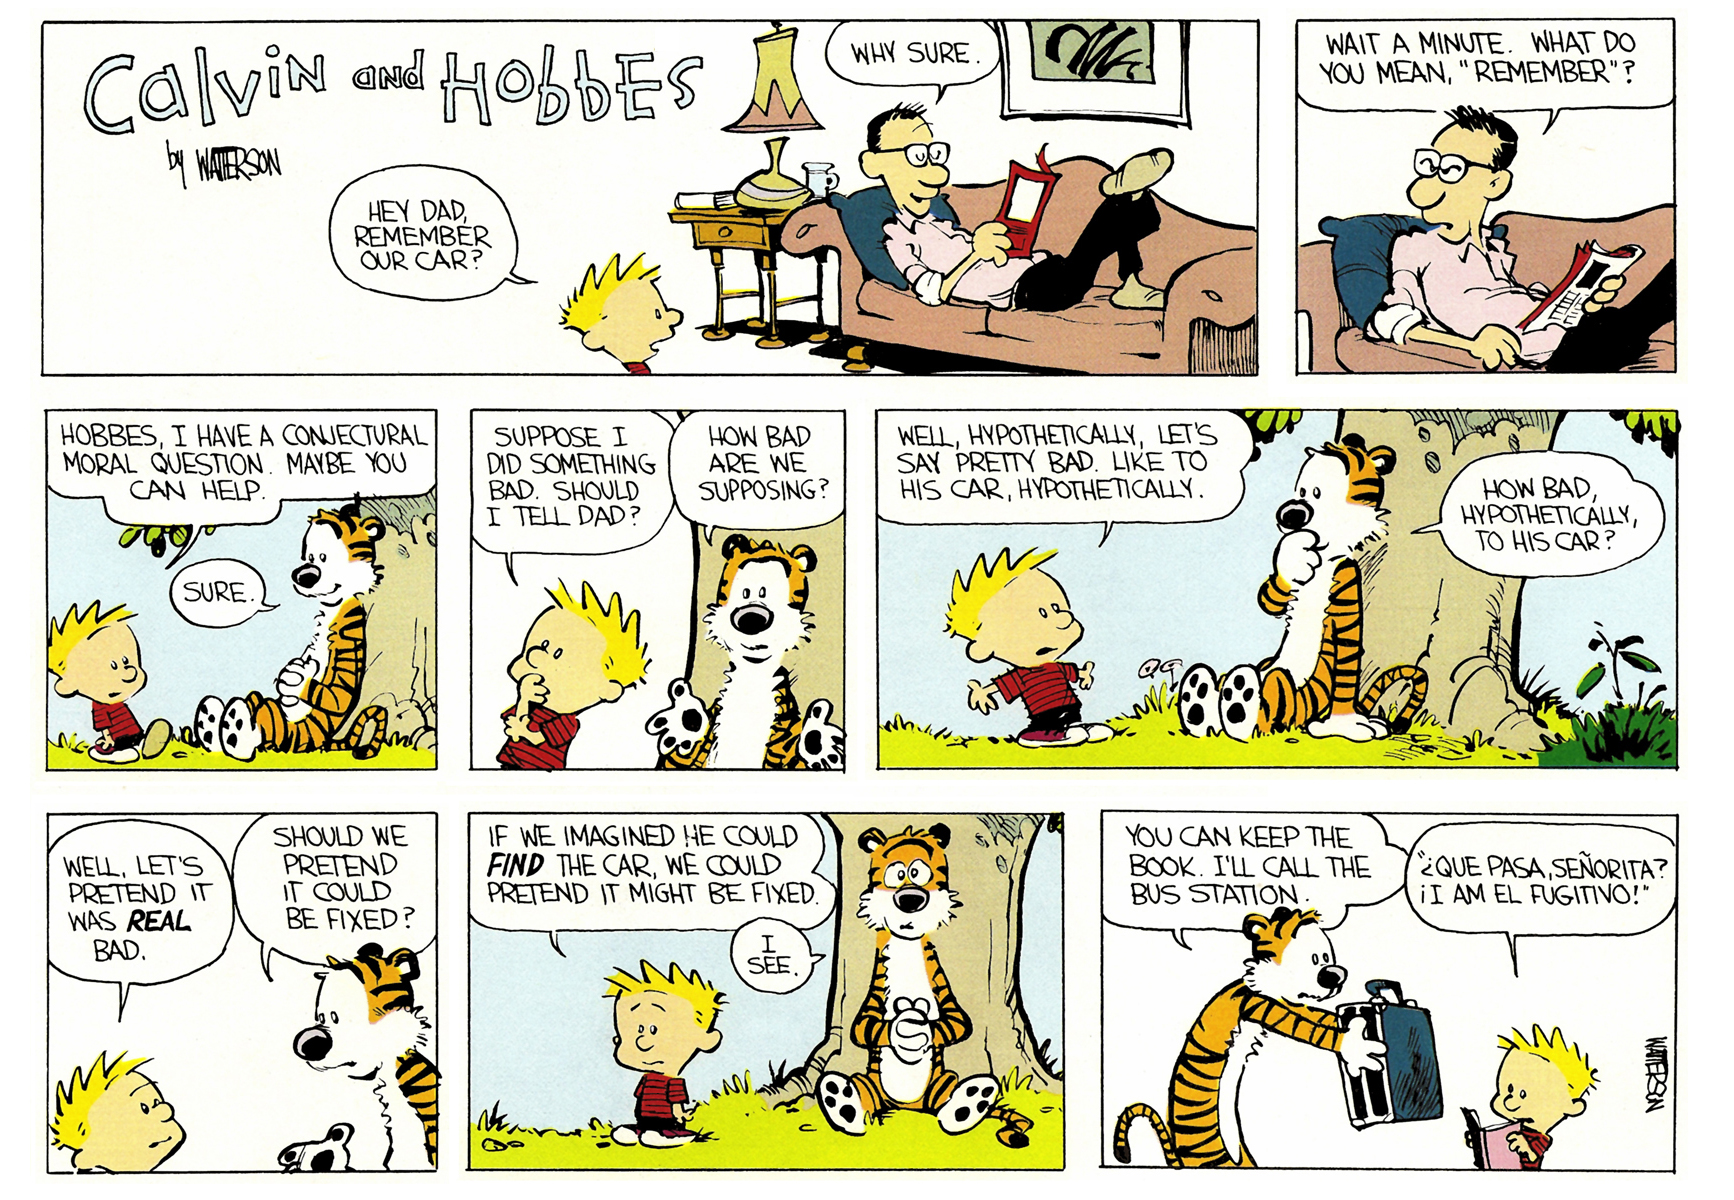 Calvin and Hobbes
by WATTERSON
HEY DAD,
REMEMBER
OUR CAR?
WHY SURE.
WAIT A MINUTE. WHAT DO
YOU MEAN, "REMEMBER"?
HOBBES, I HAVE A CONJECTURAL
MORAL QUESTION. MAYBE YOU
CAN HELP.
SURE.
SUPPOSE I
DID SOMETHING
BAD. SHOULD
I TELL DAD?
HOW BAD
ARE WE
SUPPOSING?
WELL, HYPOTHETICALLY, LET'S
SAY PRETTY BAD. LIKE TO
HIS CAR, HYPOTHETICALLY.
HOW BAD,
HYPOTHETICALLY,
TO HIS CAR?
WELL, LET'S
PRETEND IT
WAS REAL
BAD.
SHOULD WE
PRETEND
IT COULD
BE FIXED?
IF WE IMAGINED HE COULD
FIND THE CAR, WE COULD
PRETEND IT MIGHT BE FIXED.
I
SEE.
YOU CAN KEEP THE
BOOK. I'LL CALL THE
BUS STATION.
"¿QUE PASA, SEÑORITA?
¡I AM EL FUGITIVO!"
WATTERSON